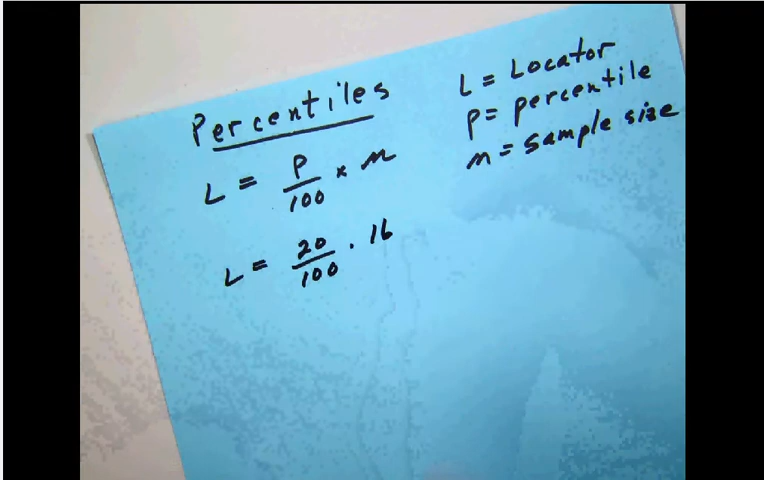 Percentiles
L = P/100 × n
L = 20/100 · 16
L = Locator
P = percentile
n = sample size